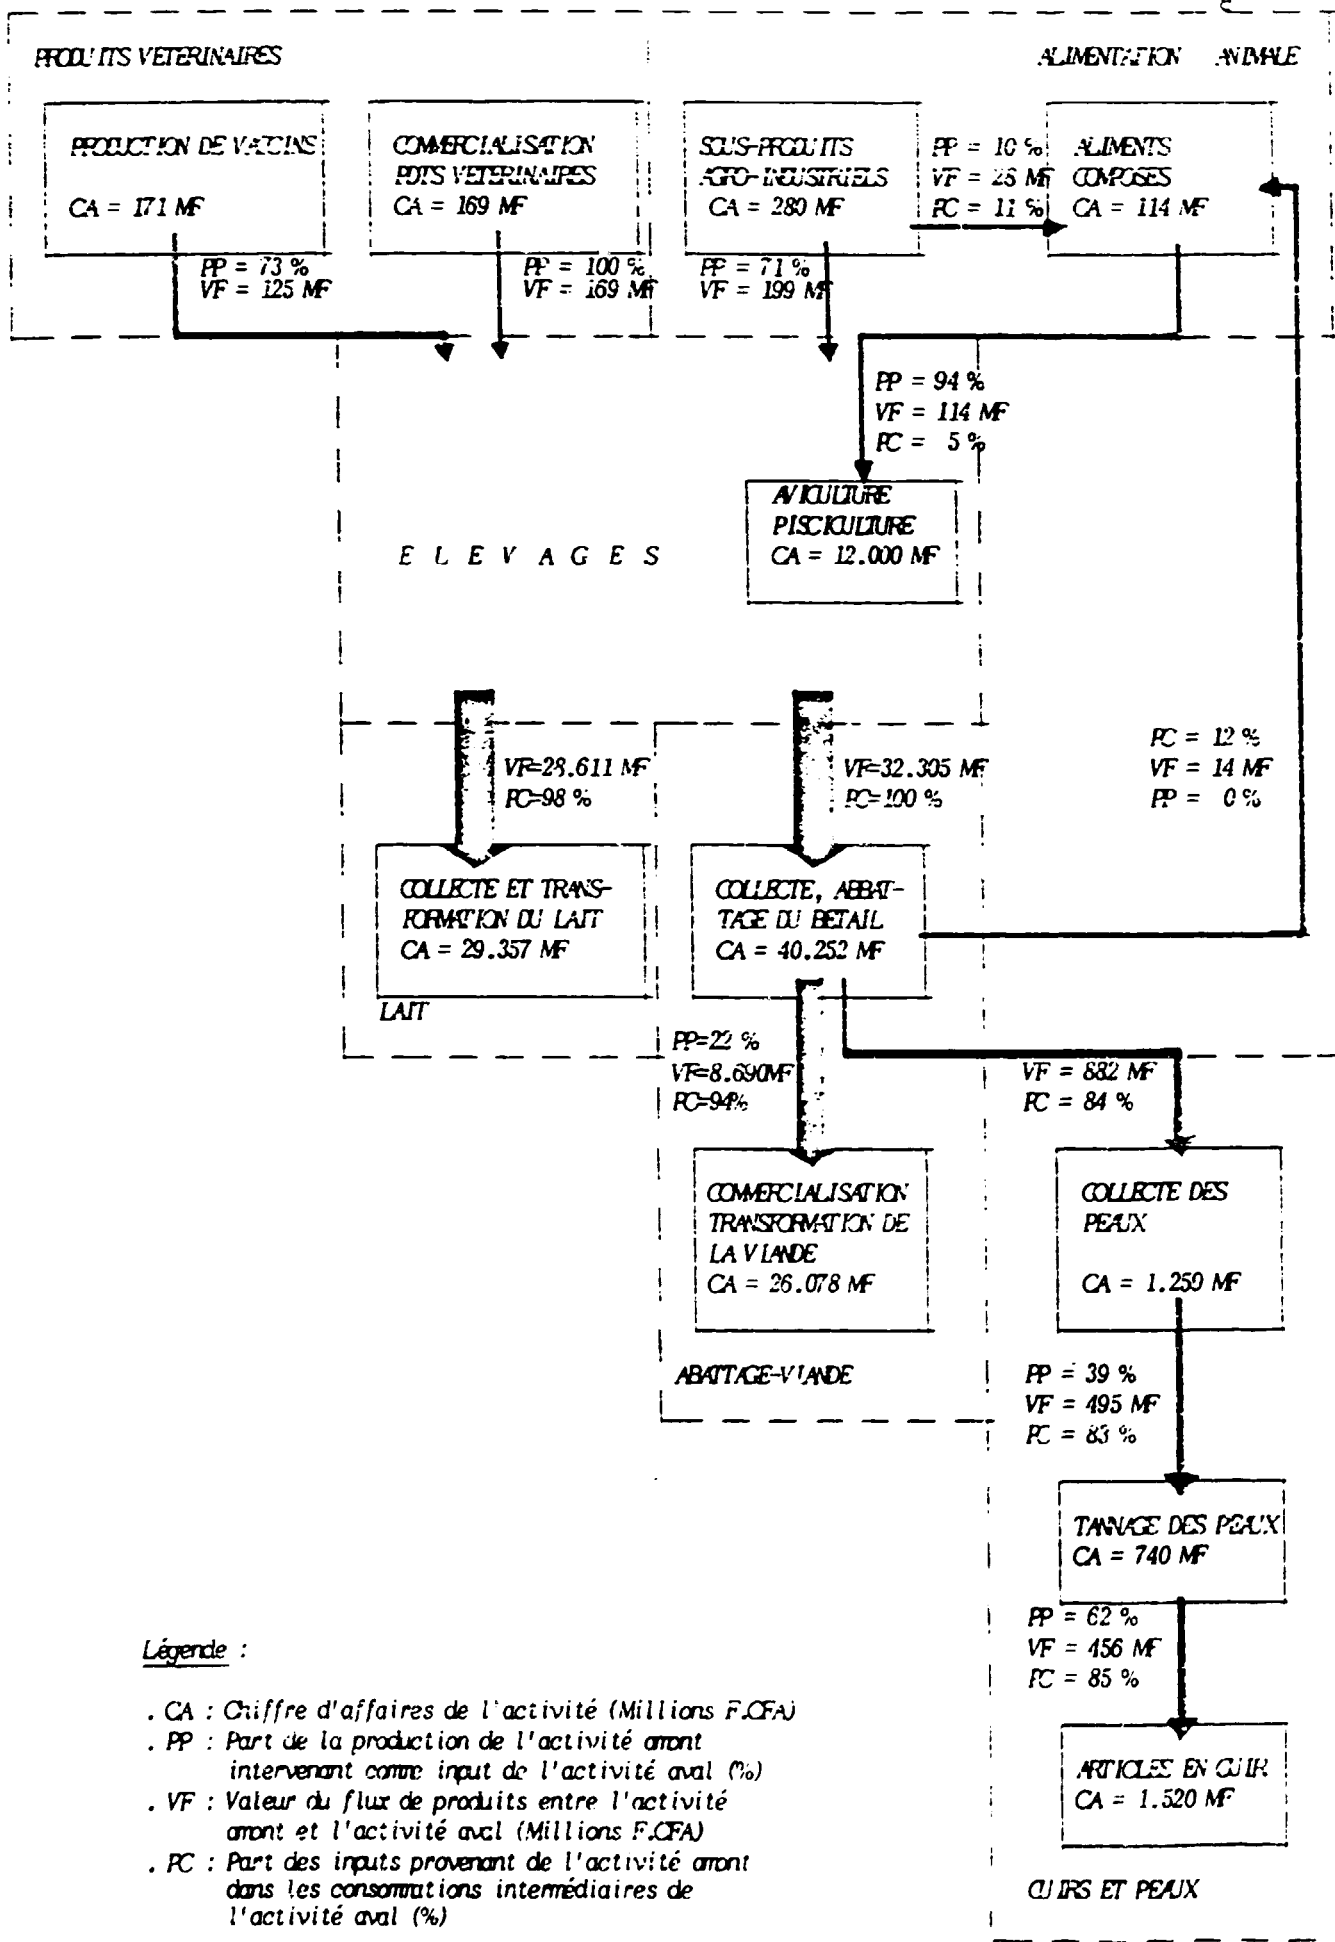 PRODUITS VETERINAIRES
ALIMENTATION ANIMALE
PRODUCTION DE VACCINS
CA = 171 MF
COMMERCIALISATION
PDTS VETERINAIRES
CA = 169 MF
SOUS-PRODUITS
AGRO-INDUSTRIELS
CA = 280 MF
PP = 10 %
VF = 28 MF
PC = 11 %
ALIMENTS
COMPOSES
CA = 114 MF
PP = 73 %
VF = 125 MF
PP = 100 %
VF = 169 MF
PP = 71 %
VF = 199 MF
PP = 94 %
VF = 114 MF
PC = 5 %
AVICULTURE
PISCICULTURE
CA = 12.000 MF
E L E V A G E S
VF=28.611 MF
PC=98 %
VF=32.305 MF
PC=100 %
PC = 12 %
VF = 14 MF
PP = 0 %
COLLECTE ET TRANS-
FORMATION DU LAIT
CA = 29.357 MF
LAIT
COLLECTE, ABBAT-
TAGE DU BETAIL
CA = 40.252 MF
PP=22 %
VF=8.690MF
PC=94%
VF = 882 MF
PC = 84 %
COMMERCIALISATION
TRANSFORMATION DE
LA VIANDE
CA = 26.078 MF
ABATTAGE-VIANDE
COLLECTE DES
PEAUX
CA = 1.259 MF
PP = 39 %
VF = 495 MF
PC = 83 %
TANNAGE DES PEAUX
CA = 740 MF
PP = 62 %
VF = 456 MF
PC = 85 %
ARTICLES EN CUIR
CA = 1.520 MF
CUIRS ET PEAUX
Légende :
. CA : Chiffre d'affaires de l'activité (Millions F.CFA)
. PP : Part de la production de l'activité amont
intervenant comme input de l'activité aval (%)
. VF : Valeur du flux de produits entre l'activité
amont et l'activité aval (Millions F.CFA)
. PC : Part des inputs provenant de l'activité amont
dans les consommations intermédiaires de
l'activité aval (%)